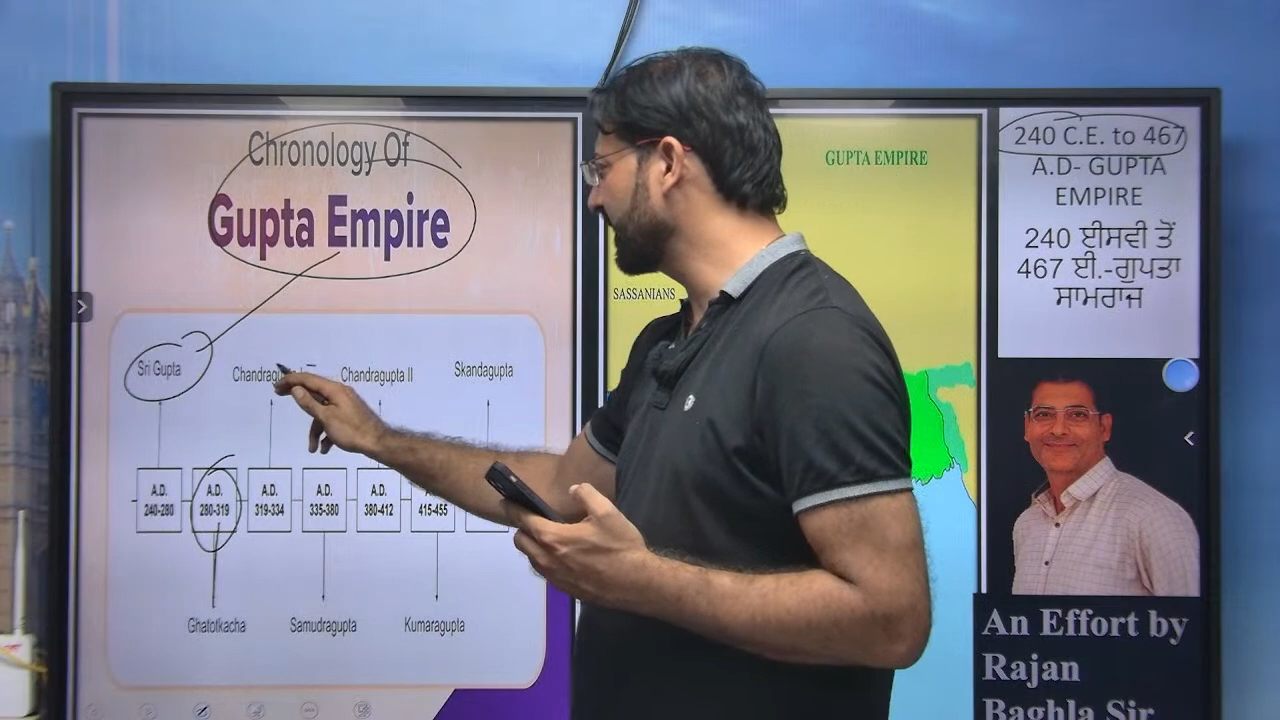 Chronology Of
Gupta Empire
Sri Gupta
Chandragupta II
Skandagupta
A.D.
240-280
A.D.
280-319
A.D.
319-334
A.D.
335-380
A.D.
380-412
415-455
Ghatotkacha
Samudragupta
Kumaragupta
GUPTA EMPIRE
SASSANIANS
240 C.E. to 467
A.D- GUPTA
EMPIRE
240 ਈਸਵੀ ਤੋਂ
467 ਈ.-ਗੁਪਤਾ
ਸਾਮਰਾਜ
An Effort by
Rajan
Baghla Sir